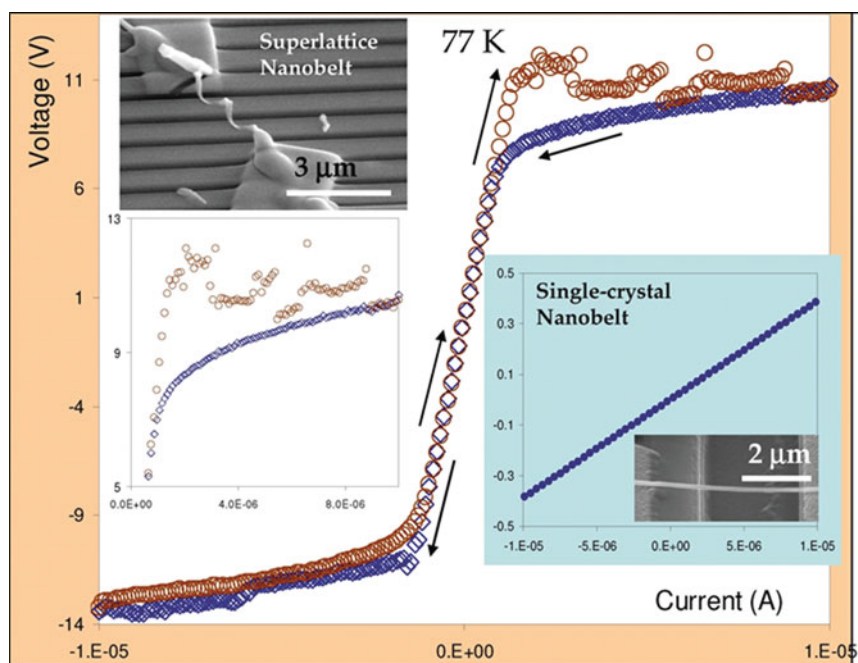 Voltage (V)
11
6
1
-4
-9
-14
Superlattice
Nanobelt
3 µm
77 K
13
9
5
0.E+00
4.0E-06
8.0E-06
Single-crystal
Nanobelt
0.5
0.3
0.1
-0.1
-0.3
-0.5
2 µm
-1.E-05
-5.E-06
0.E+00
5.E-06
1.E-05
Current (A)
-1.E-05
0.E+00
1.E-05